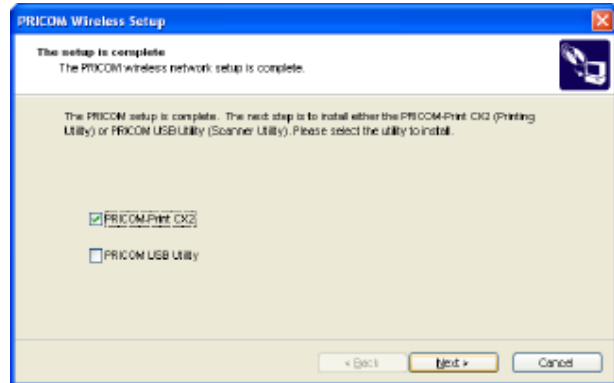 PRICOM Wireless Setup
The setup is complete
The PRICOM wireless network setup is complete.
The PRICOM setup is complete. The next step is to install either the PRICOM-Print CX2 (Printing
Utility) or PRICOM USB Utility (Scanner Utility). Please select the utility to install.
PRICOM-Print CX2
PRICOM USB Utility
< Back
Next >
Cancel